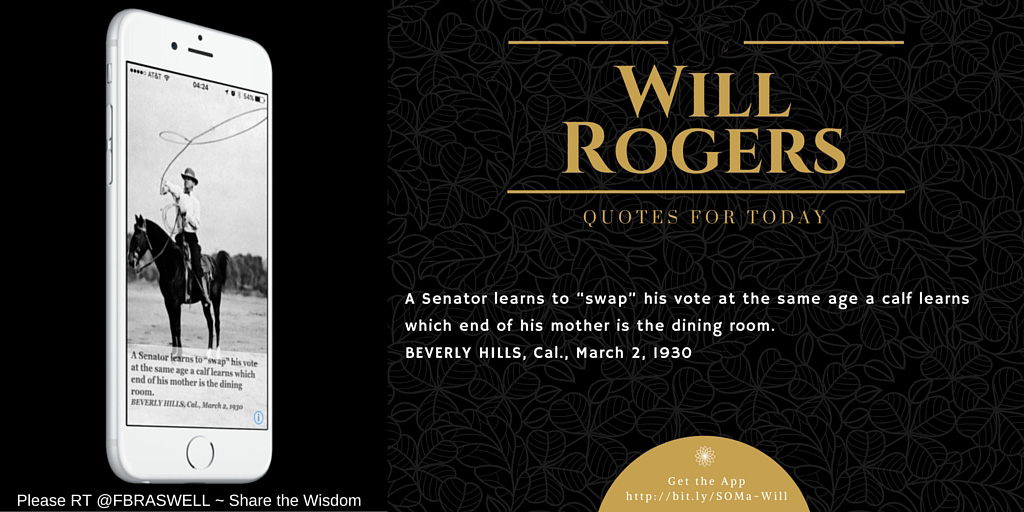 AT&T
04:24
54%
A Senator learns to "swap" his vote
at the same age a calf learns which
end of his mother is the dining
room.
BEVERLY HILLS, Cal., March 2, 1930
Please RT @FBRASWELL ~ Share the Wisdom
WILL
ROGERS
QUOTES FOR TODAY
A Senator learns to “swap” his vote at the same age a calf learns
which end of his mother is the dining room.
BEVERLY HILLS, Cal., March 2, 1930
Get the App
http://bit.ly/SOMa-Will